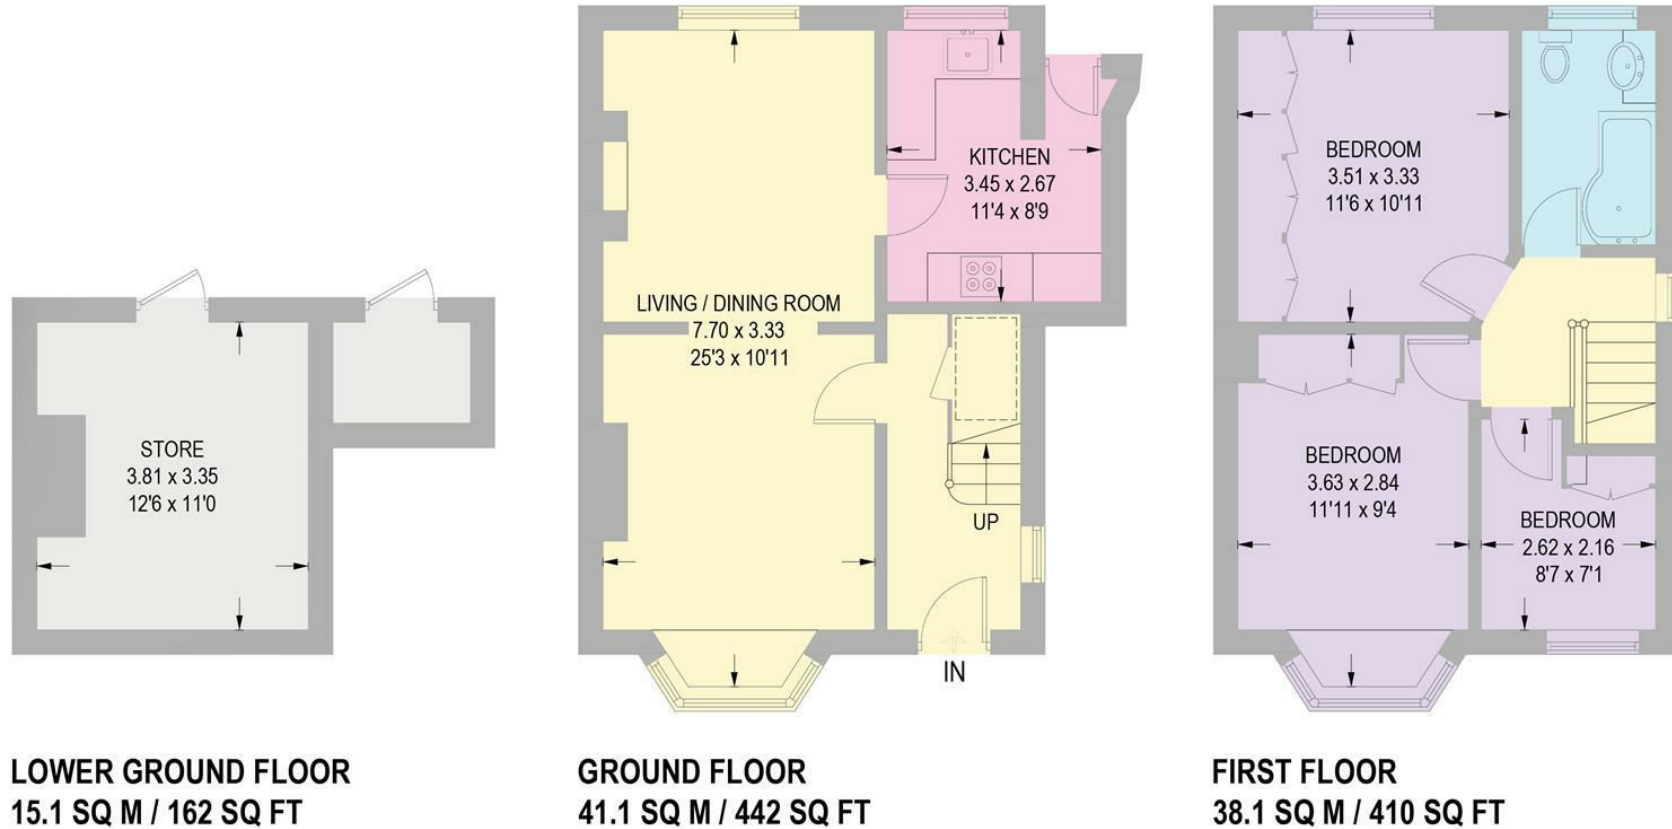 STORE
3.81 x 3.35
12'6 x 11'0
LOWER GROUND FLOOR
15.1 SQ M / 162 SQ FT
LIVING / DINING ROOM
7.70 x 3.33
25'3 x 10'11
KITCHEN
3.45 x 2.67
11'4 x 8'9
UP
IN
GROUND FLOOR
41.1 SQ M / 442 SQ FT
BEDROOM
3.51 x 3.33
11'6 x 10'11
BEDROOM
3.63 x 2.84
11'11 x 9'4
BEDROOM
2.62 x 2.16
8'7 x 7'1
FIRST FLOOR
38.1 SQ M / 410 SQ FT